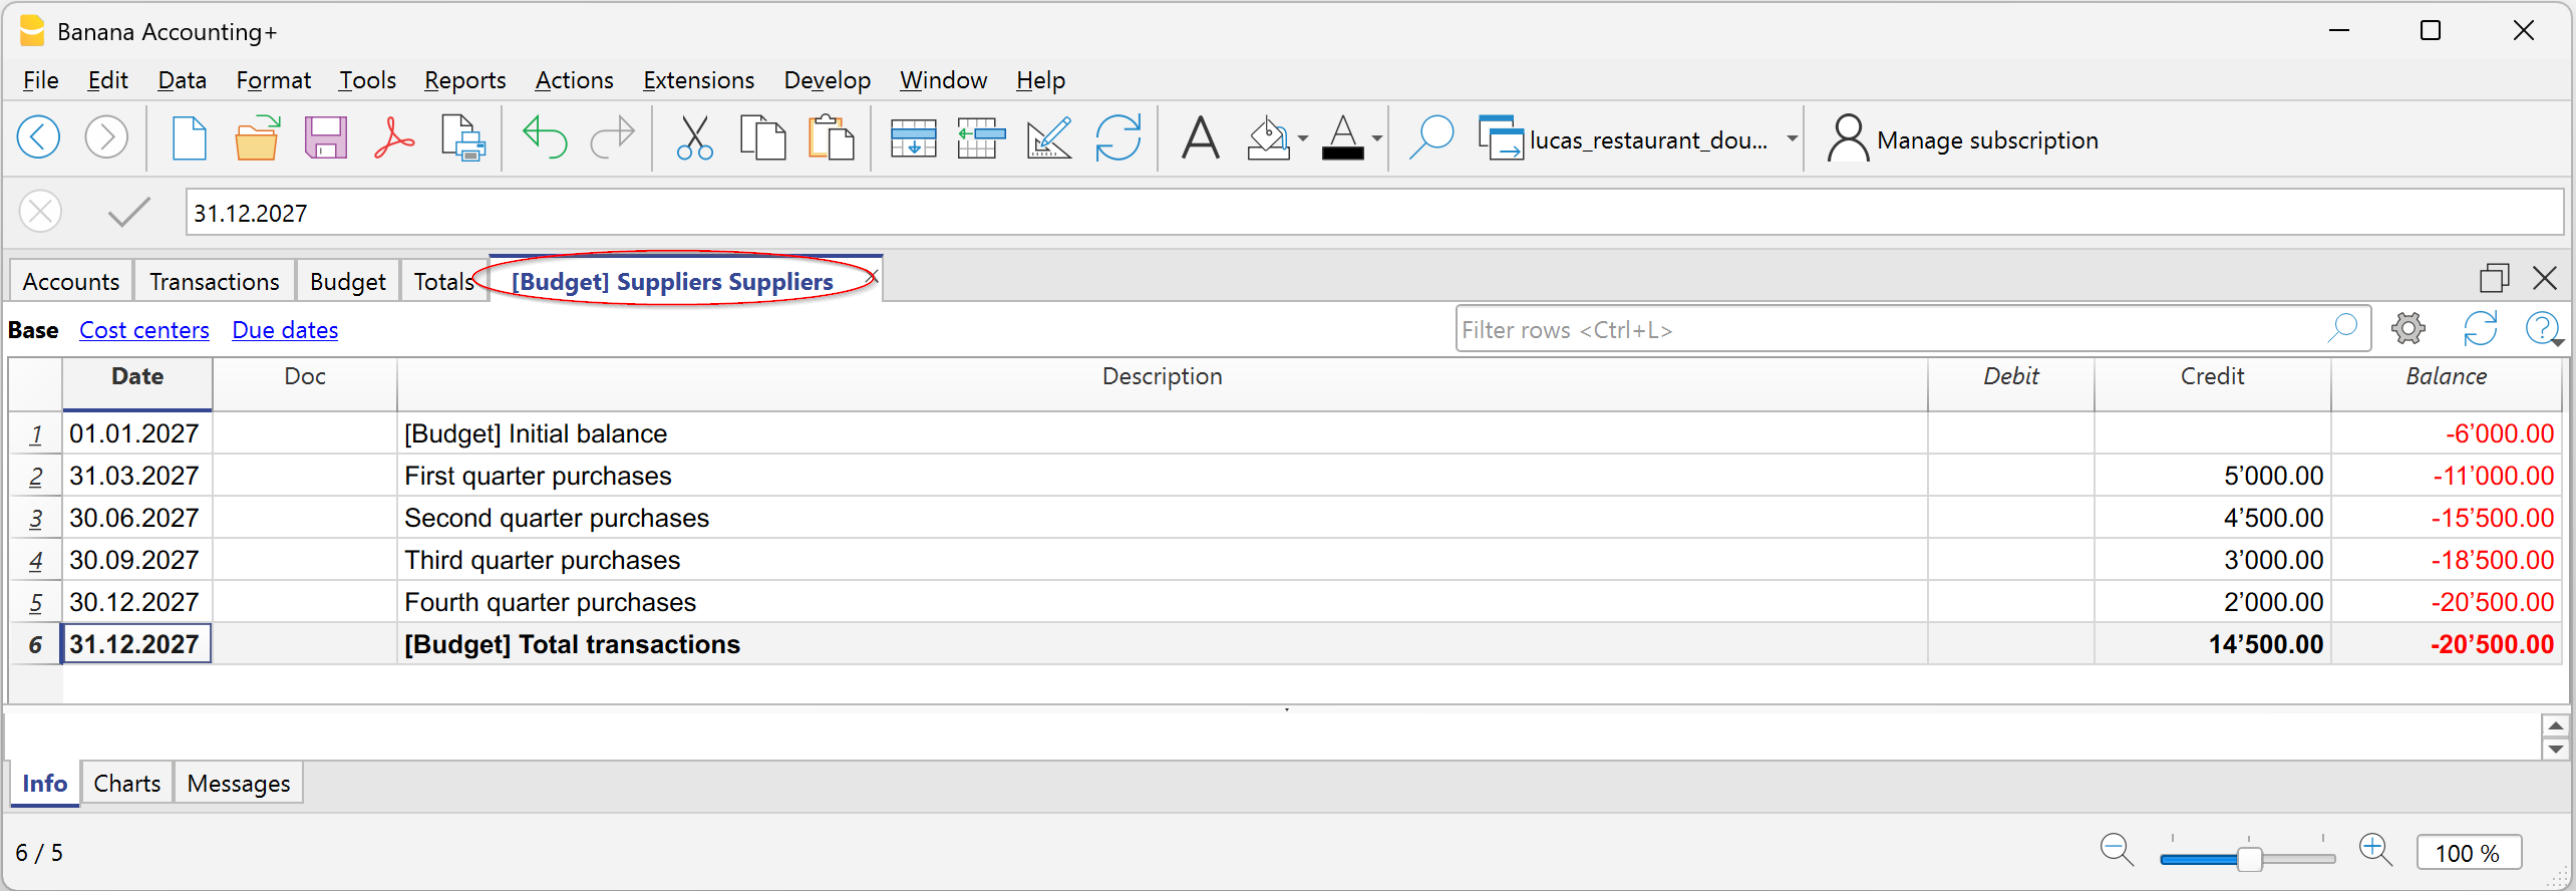 Banana Accounting+
File Edit Data Format Tools Reports Actions Extensions Develop Window Help
lucas_restaurant_dou... Manage subscription
31.12.2027
Accounts Transactions Budget Totals [Budget] Suppliers Suppliers
Base Cost centers Due dates Filter rows <Ctrl+L>
Date Doc Description Debit Credit Balance
1 01.01.2027 [Budget] Initial balance -6’000.00
2 31.03.2027 First quarter purchases 5’000.00 -11’000.00
3 30.06.2027 Second quarter purchases 4’500.00 -15’500.00
4 30.09.2027 Third quarter purchases 3’000.00 -18’500.00
5 30.12.2027 Fourth quarter purchases 2’000.00 -20’500.00
6 31.12.2027 [Budget] Total transactions 14’500.00 -20’500.00
Info Charts Messages
6 / 5 100 %